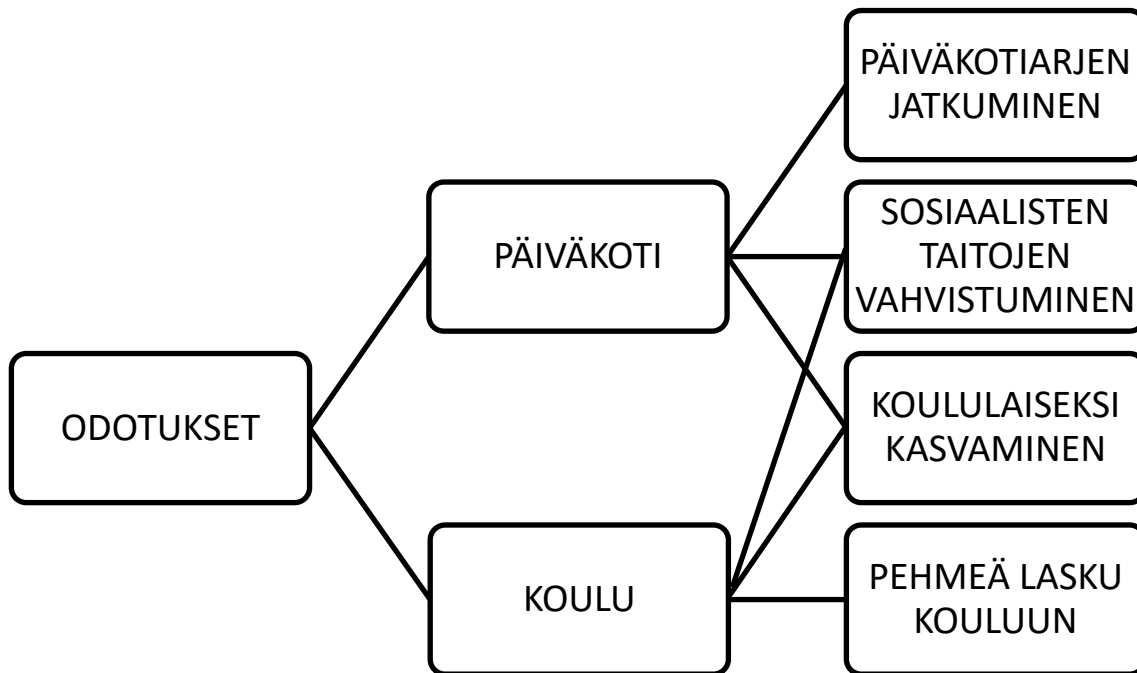 PÄIVÄKOTIARJEN
JATKUMINEN
PÄIVÄKOTI
SOSIAALISTEN
TAITOJEN
VAHVISTUMINEN
ODOTUKSET
KOULULAISEKSI
KASVAMINEN
KOULU
PEHMEÄ LASKU
KOULUUN